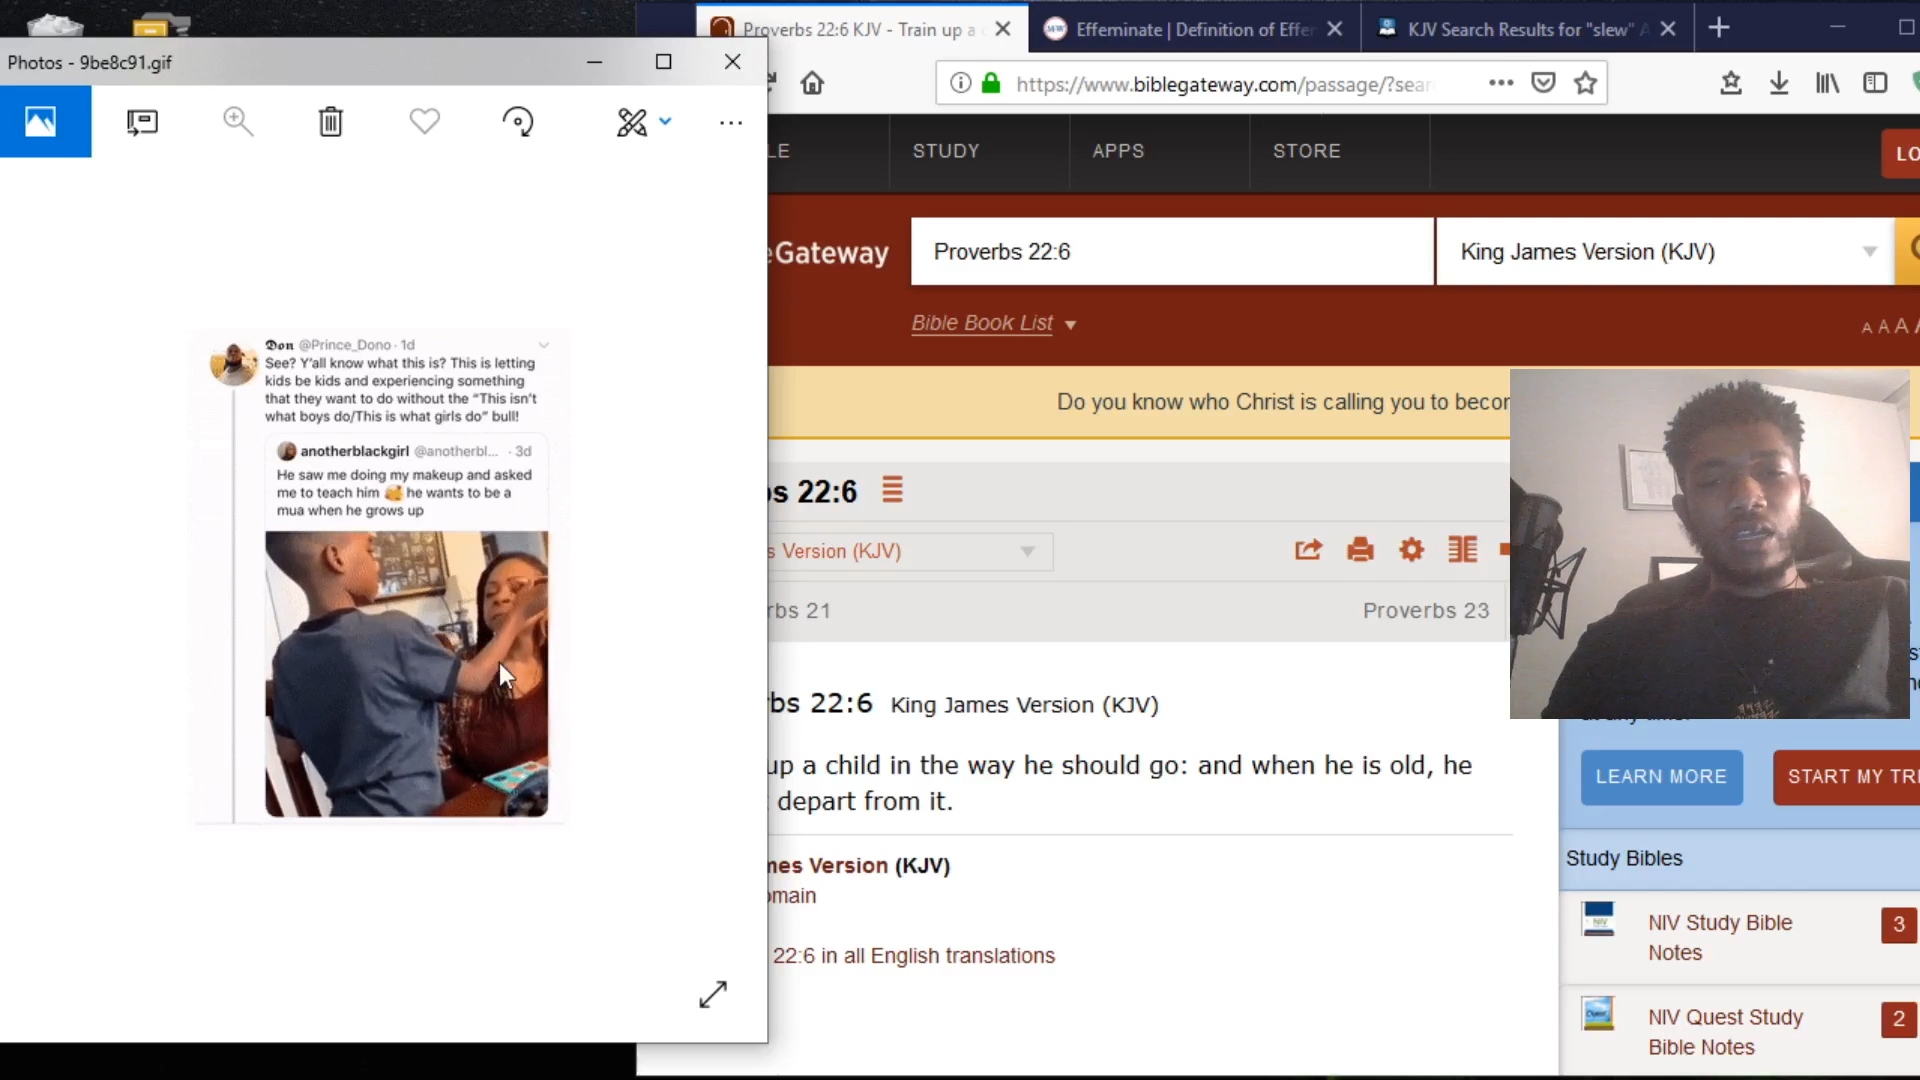 Photos - 9be8c91.gif
Don @Prince_Dono · 1d
See? Y'all know what this is? This is letting
kids be kids and experiencing something
that they want to do without the "This isn't
what boys do/This is what girls do" bull!
anotherblackgirl @anotherbl... · 3d
He saw me doing my makeup and asked
me to teach him 🥰 he wants to be a
mua when he grows up
Proverbs 22:6 KJV - Train up a
Effeminate | Definition of Effe
KJV Search Results for "slew"
https://www.biblegateway.com/passage/?sear
LE
STUDY
APPS
STORE
LO
eGateway
Proverbs 22:6
King James Version (KJV)
Bible Book List
A A A A
Do you know who Christ is calling you to becor
bs 22:6
s Version (KJV)
rbs 21
Proverbs 23
bs 22:6 King James Version (KJV)
up a child in the way he should go: and when he is old, he
depart from it.
mes Version (KJV)
omain
22:6 in all English translations
LEARN MORE
START MY TRI
Study Bibles
NIV Study Bible
Notes
3
NIV Quest Study
Bible Notes
2